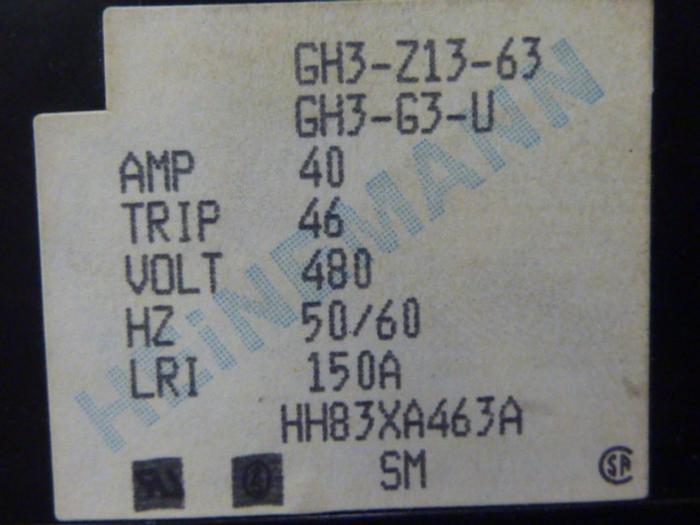 GH3-Z13-63
GH3-G3-U
AMP 40
TRIP 46
VOLT 480
HZ 50/60
LRI 150A
HH83XA463A
SM
HEINEMANN